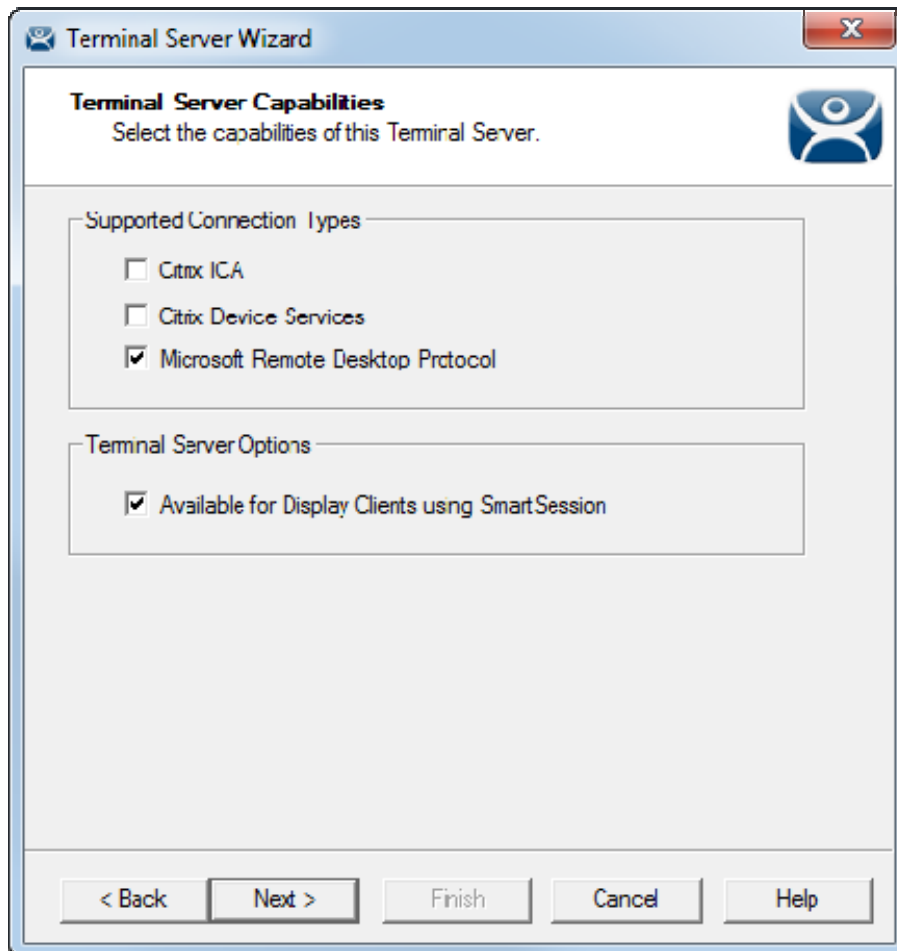 Terminal Server Wizard
Terminal Server Capabilities
Select the capabilities of this Terminal Server.
Supported Connection Types
Citrix ICA
Citrix Device Services
Microsoft Remote Desktop Protocol
Terminal Server Options
Available for Display Clients using SmartSession
< Back Next > Finish Cancel Help